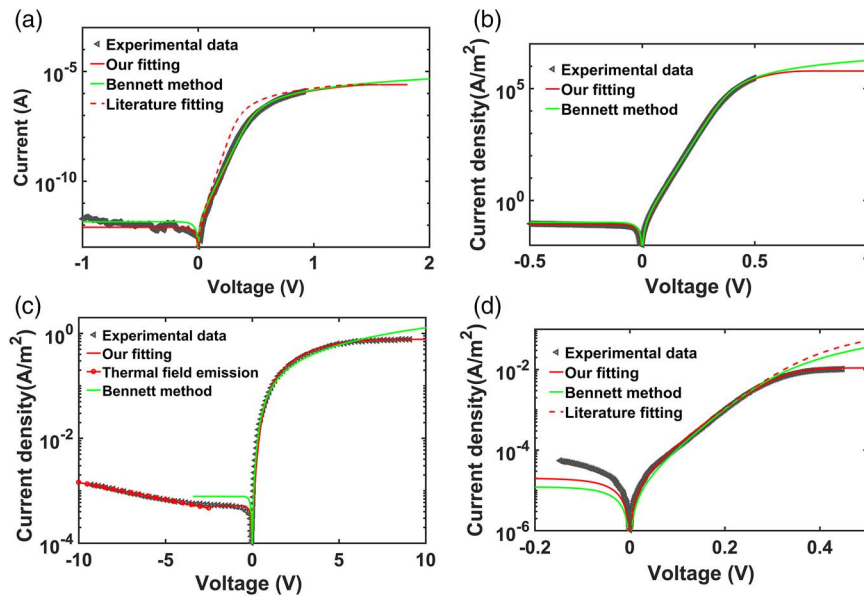 (a)
Current (A)
10^-5
10^-10
Experimental data
Our fitting
Bennett method
Literature fitting
-1 0 1 2
Voltage (V)
(b)
Current density(A/m^2)
10^5
10^0
Experimental data
Our fitting
Bennett method
-0.5 0 0.5 1
Voltage (V)
(c)
Current density(A/m^2)
10^0
10^-2
10^-4
Experimental data
Our fitting
Thermal field emission
Bennett method
-10 -5 0 5 10
Voltage (V)
(d)
Current density(A/m^2)
10^0
10^-2
10^-4
10^-6
Experimental data
Our fitting
Bennett method
Literature fitting
-0.2 0 0.2 0.4
Voltage (V)